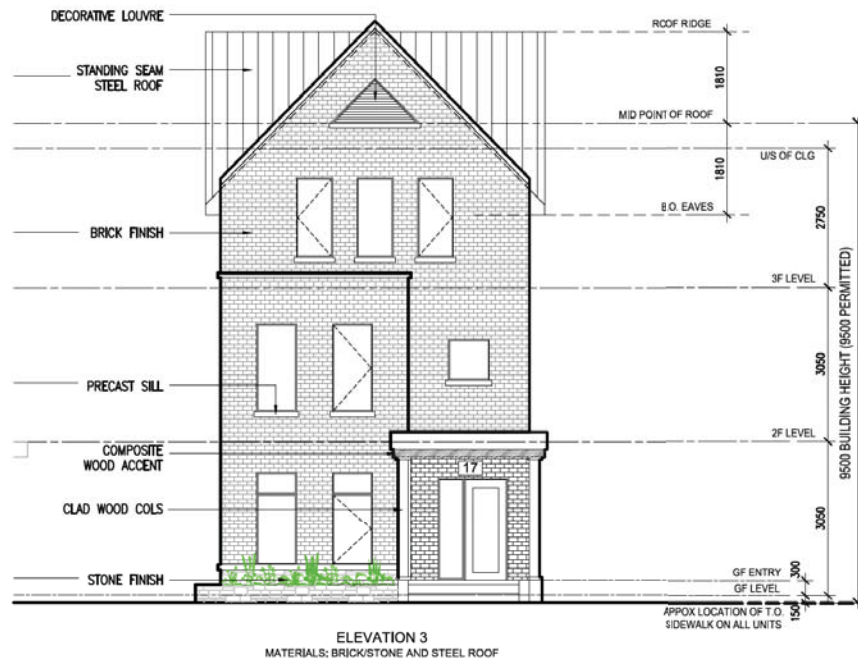 DECORATIVE LOUVRE
ROOF RIDGE
STANDING SEAM
STEEL ROOF
1810
MID POINT OF ROOF
U/S OF CLG
1810
B.O. EAVES
BRICK FINISH
2750
3F LEVEL
9500 BUILDING HEIGHT (9500 PERMITTED)
3050
PRECAST SILL
2F LEVEL
COMPOSITE
WOOD ACCENT
17
CLAD WOOD COLS
3050
STONE FINISH
GF ENTRY
300
GF LEVEL
150
APPOX LOCATION OF T.O.
SIDEWALK ON ALL UNITS
ELEVATION 3
MATERIALS: BRICK/STONE AND STEEL ROOF